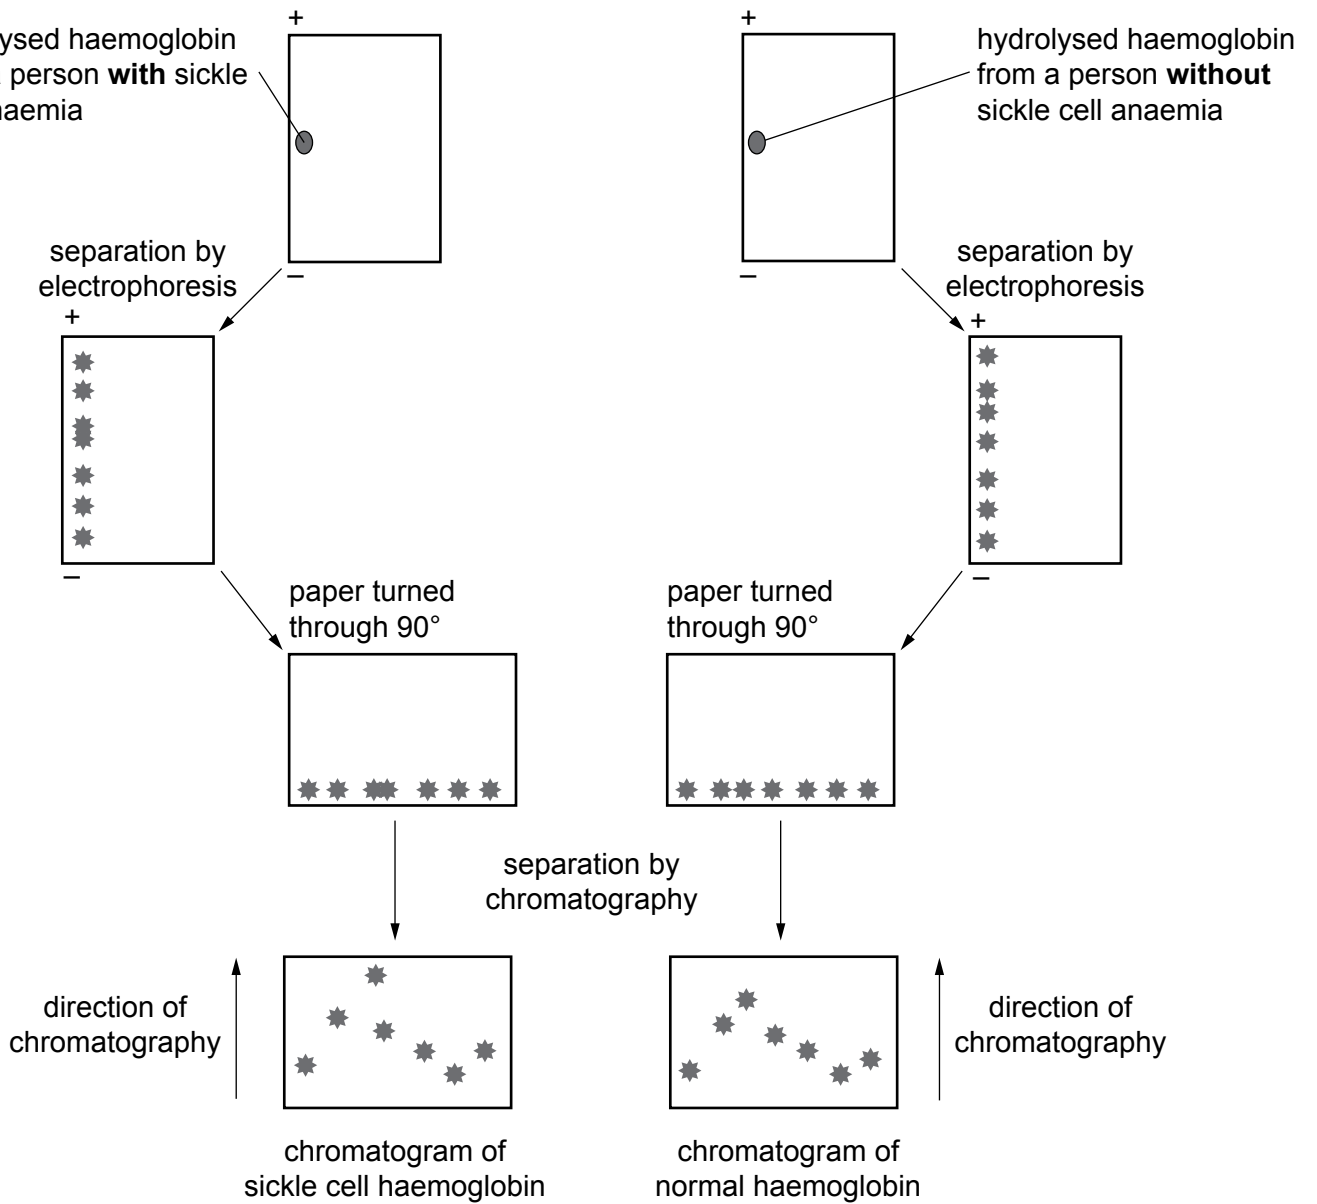 +
haemoglobin
person with sickle
+
hydrolysed haemoglobin
from a person without
sickle cell anaemia
−
separation by
electrophoresis
+
−
−
separation by
electrophoresis
+
−
paper turned
through 90°
paper turned
through 90°
separation by
chromatography
direction of
chromatography
direction of
chromatography
chromatogram of
sickle cell haemoglobin
chromatogram of
normal haemoglobin